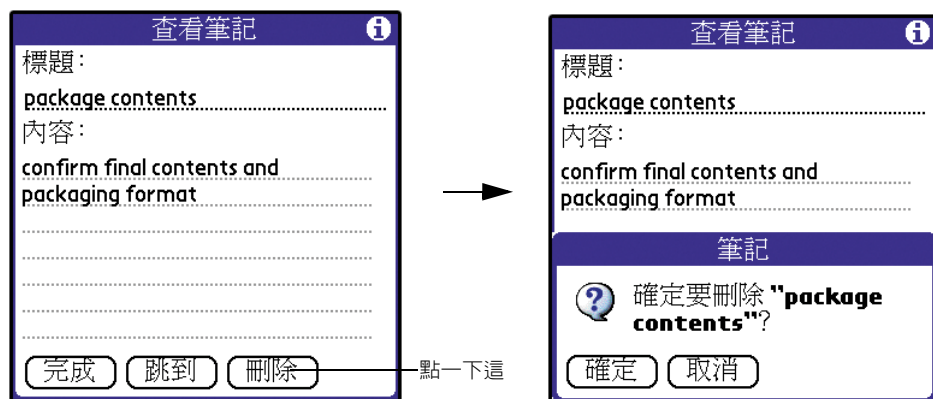 查看筆記
標題：
package contents
內容：
confirm final contents and
packaging format
完成 跳到 刪除
點一下這
查看筆記
標題：
package contents
內容：
confirm final contents and
packaging format
筆記
確定要刪除 "package
contents"?
確定 取消